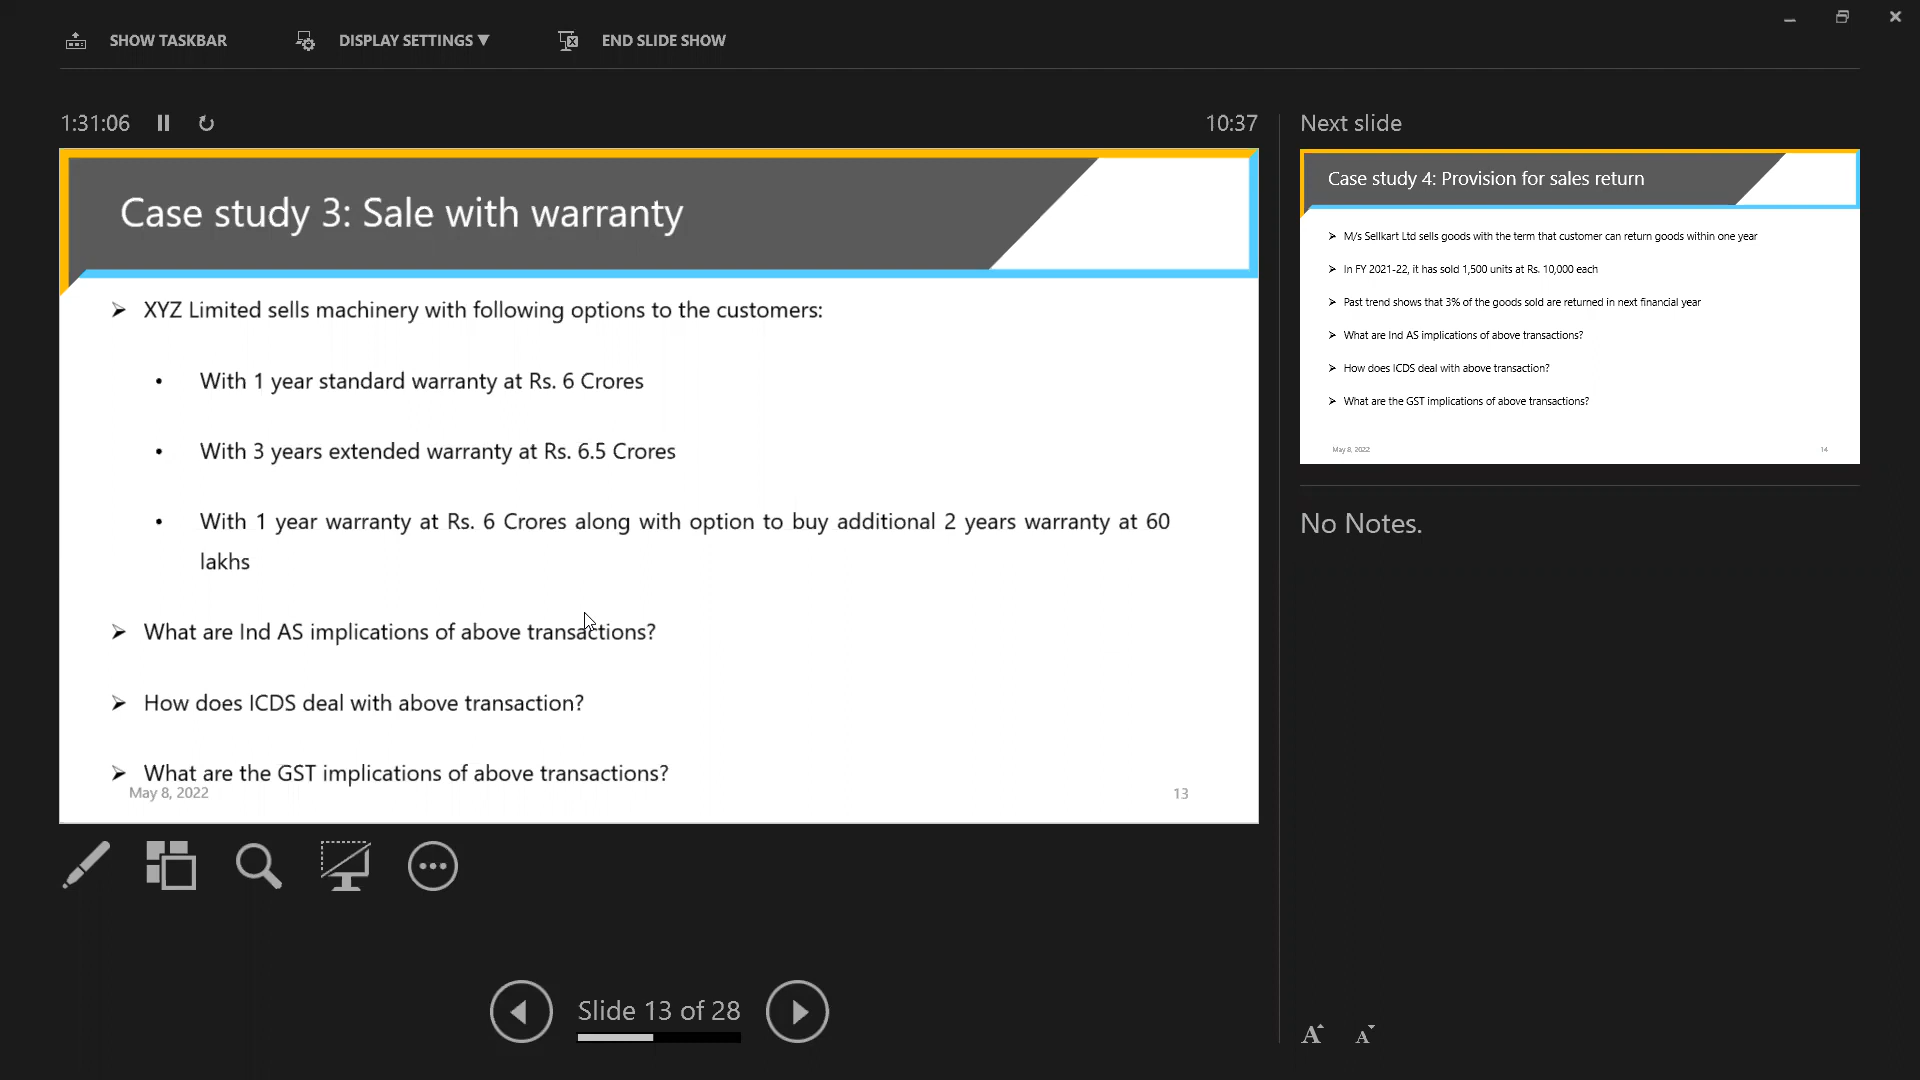 SHOW TASKBAR
DISPLAY SETTINGS ▼
END SLIDE SHOW
1:31:06
10:37
Case study 3: Sale with warranty
➢ XYZ Limited sells machinery with following options to the customers:
• With 1 year standard warranty at Rs. 6 Crores
• With 3 years extended warranty at Rs. 6.5 Crores
• With 1 year warranty at Rs. 6 Crores along with option to buy additional 2 years warranty at 60
lakhs
➢ What are Ind AS implications of above transactions?
➢ How does ICDS deal with above transaction?
➢ What are the GST implications of above transactions?
May 8, 2022
13
Slide 13 of 28
Next slide
Case study 4: Provision for sales return
➢ M/s Sellkart Ltd sells goods with the term that customer can return goods within one year
➢ In FY 2021-22, it has sold 1,500 units at Rs. 10,000 each
➢ Past trend shows that 3% of the goods sold are returned in next financial year
➢ What are Ind AS implications of above transactions?
➢ How does ICDS deal with above transaction?
➢ What are the GST implications of above transactions?
May 8, 2022
14
No Notes.
A A